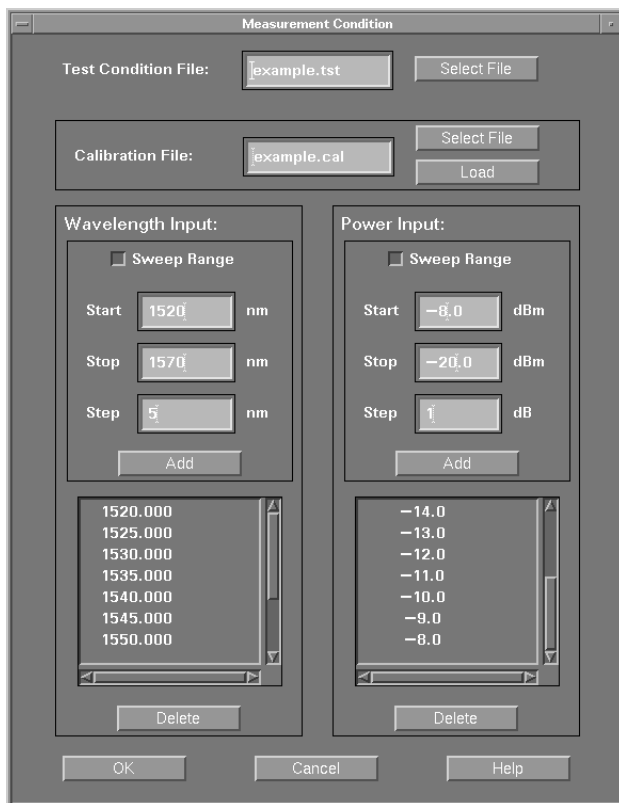 Measurement Condition
Test Condition File: example.tst Select File
Select File
Calibration File: example.cal
Load
Wavelength Input:
Sweep Range
Start 1520 nm
Stop 1570 nm
Step 5 nm
Add
1520.000
1525.000
1530.000
1535.000
1540.000
1545.000
1550.000
Delete
Power Input:
Sweep Range
Start −8.0 dBm
Stop −20.0 dBm
Step 1 dB
Add
−14.0
−13.0
−12.0
−11.0
−10.0
−9.0
−8.0
Delete
OK Cancel Help